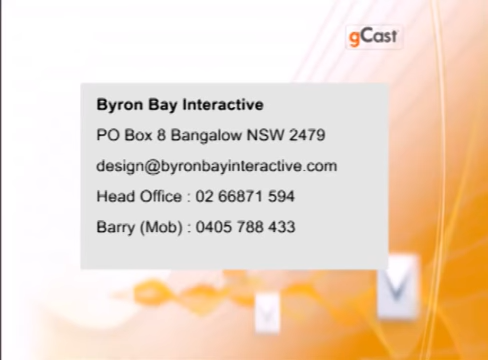 gCast
Byron Bay Interactive
PO Box 8 Bangalow NSW 2479
design@byronbayinteractive.com
Head Office : 02 66871 594
Barry (Mob) : 0405 788 433